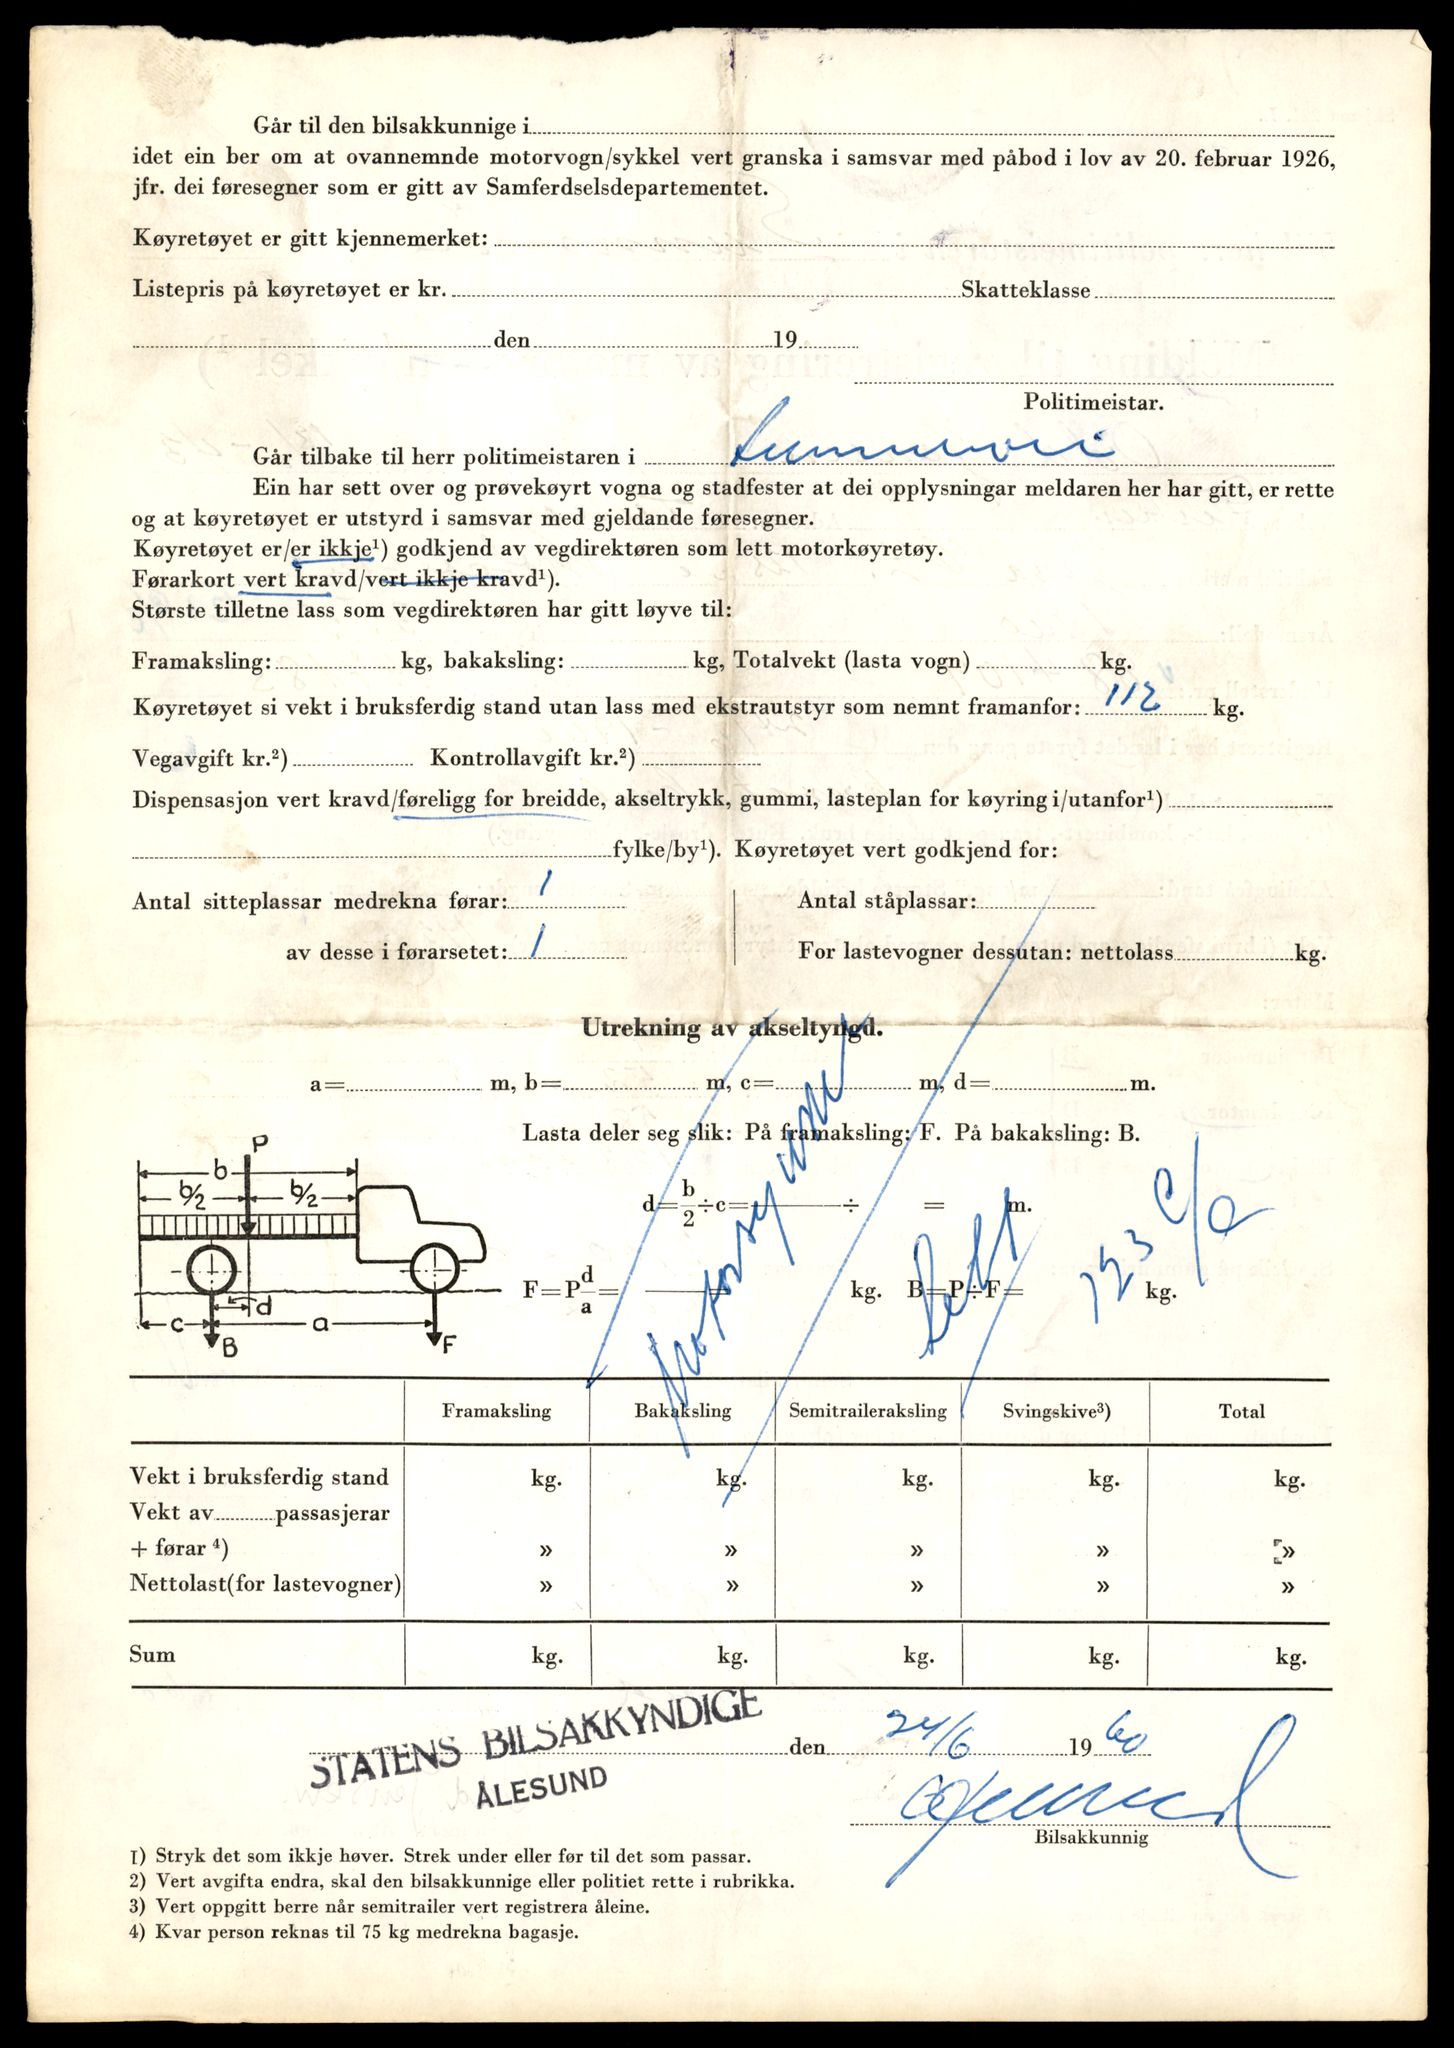 Går til den bilsakkunnige i
idet ein ber om at ovannemnde motorvogn/sykkel vert granska i samsvar med påbod i lov av 20. februar 1926,
jfr. dei føresegner som er gitt av Samferdselsdepartementet.
Køyretøyet er gitt kjennemerket:
Listepris på køyretøyet er kr. Skatteklasse
den 19
Politimeistar.
Går tilbake til herr politimeistaren i Sunnmøre
Ein har sett over og prøvekøyrt vogna og stadfester at dei opplysningar meldaren her har gitt, er rette
og at køyretøyet er utstyrd i samsvar med gjeldande føresegner.
Køyretøyet er/er ikkje¹) godkjend av vegdirektøren som lett motorkøyretøy.
Førarkort vert kravd/vert ikkje kravd¹).
Største tilletne lass som vegdirektøren har gitt løyve til:
Framaksling: kg, bakaksling: kg, Totalvekt (lasta vogn) kg.
Køyretøyet si vekt i bruksferdig stand utan lass med ekstrautstyr som nemnt framanfor: 112 kg.
Vegavgift kr.²) Kontrollavgift kr.²)
Dispensasjon vert kravd/føreligg for breidde, akseltrykk, gummi, lasteplan for køyring i/utanfor¹)
fylke/by¹). Køyretøyet vert godkjend for:
Antal sitteplassar medrekna førar: 1 Antal ståplassar:
av desse i førarsetet: 1 For lastevogner dessutan: nettolass kg.
Utrekning av akseltyngd.
a= m, b= m, c= m, d= m.
Lasta deler seg slik: På framaksling: F. På bakaksling: B.
P
b
b/2 b/2
d= b/2 ÷c= ÷ = m.
F=P d/a = = kg. B=P÷F= kg.
d
c a
B F
Motorsykkel
Lett
123 c/c
Framaksling Bakaksling Semitraileraksling Svingskive³) Total
Vekt i bruksferdig stand kg. kg. kg. kg. kg.
Vekt av passasjerar
+ førar ⁴) » » » » »
Nettolast(for lastevogner) » » » » »
Sum kg. kg. kg. kg. kg.
STATENS BILSAKKYNDIGE
ÅLESUND
den 24/6 1960
Bilsakkunnig
1) Stryk det som ikkje høver. Strek under eller før til det som passar.
2) Vert avgifta endra, skal den bilsakkunnige eller politiet rette i rubrikka.
3) Vert oppgitt berre når semitrailer vert registrera åleine.
4) Kvar person reknas til 75 kg medrekna bagasje.